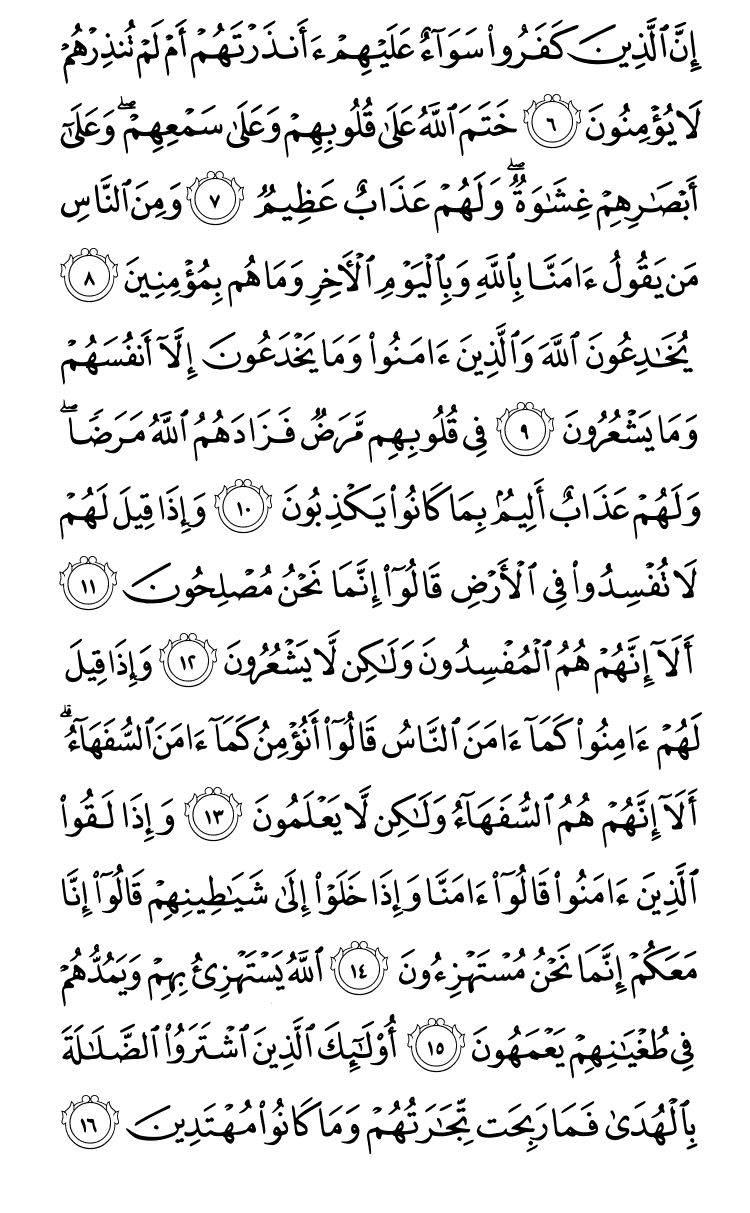 إِنَّ ٱلَّذِينَ كَفَرُوا۟ سَوَآءٌ عَلَيْهِمْ ءَأَنذَرْتَهُمْ أَمْ لَمْ تُنذِرْهُمْ
لَا يُؤْمِنُونَ ٦ خَتَمَ ٱللَّهُ عَلَىٰ قُلُوبِهِمْ وَعَلَىٰ سَمْعِهِمْ ۖ وَعَلَىٰٓ
أَبْصَـٰرِهِمْ غِشَـٰوَةٌ ۖ وَلَهُمْ عَذَابٌ عَظِيمٌ ٧ وَمِنَ ٱلنَّاسِ
مَن يَقُولُ ءَامَنَّا بِٱللَّهِ وَبِٱلْيَوْمِ ٱلْـَٔاخِرِ وَمَا هُم بِمُؤْمِنِينَ ٨
يُخَـٰدِعُونَ ٱللَّهَ وَٱلَّذِينَ ءَامَنُوا۟ وَمَا يَخْدَعُونَ إِلَّآ أَنفُسَهُمْ
وَمَا يَشْعُرُونَ ٩ فِى قُلُوبِهِم مَّرَضٌ فَزَادَهُمُ ٱللَّهُ مَرَضًا ۖ
وَلَهُمْ عَذَابٌ أَلِيمٌۢ بِمَا كَانُوا۟ يَكْذِبُونَ ١٠ وَإِذَا قِيلَ لَهُمْ
لَا تُفْسِدُوا۟ فِى ٱلْأَرْضِ قَالُوٓا۟ إِنَّمَا نَحْنُ مُصْلِحُونَ ١١
أَلَآ إِنَّهُمْ هُمُ ٱلْمُفْسِدُونَ وَلَـٰكِن لَّا يَشْعُرُونَ ١٢ وَإِذَا قِيلَ
لَهُمْ ءَامِنُوا۟ كَمَآ ءَامَنَ ٱلنَّاسُ قَالُوٓا۟ أَنُؤْمِنُ كَمَآ ءَامَنَ ٱلسُّفَهَآءُ ۗ
أَلَآ إِنَّهُمْ هُمُ ٱلسُّفَهَآءُ وَلَـٰكِن لَّا يَعْلَمُونَ ١٣ وَإِذَا لَقُوا۟
ٱلَّذِينَ ءَامَنُوا۟ قَالُوٓا۟ ءَامَنَّا وَإِذَا خَلَوْا۟ إِلَىٰ شَيَـٰطِينِهِمْ قَالُوٓا۟ إِنَّا
مَعَكُمْ إِنَّمَا نَحْنُ مُسْتَهْزِءُونَ ١٤ ٱللَّهُ يَسْتَهْزِئُ بِهِمْ وَيَمُدُّهُمْ
فِى طُغْيَـٰنِهِمْ يَعْمَهُونَ ١٥ أُو۟لَـٰٓئِكَ ٱلَّذِينَ ٱشْتَرَوُا۟ ٱلضَّلَـٰلَةَ
بِٱلْهُدَىٰ فَمَا رَبِحَت تِّجَـٰرَتُهُمْ وَمَا كَانُوا۟ مُهْتَدِينَ ١٦